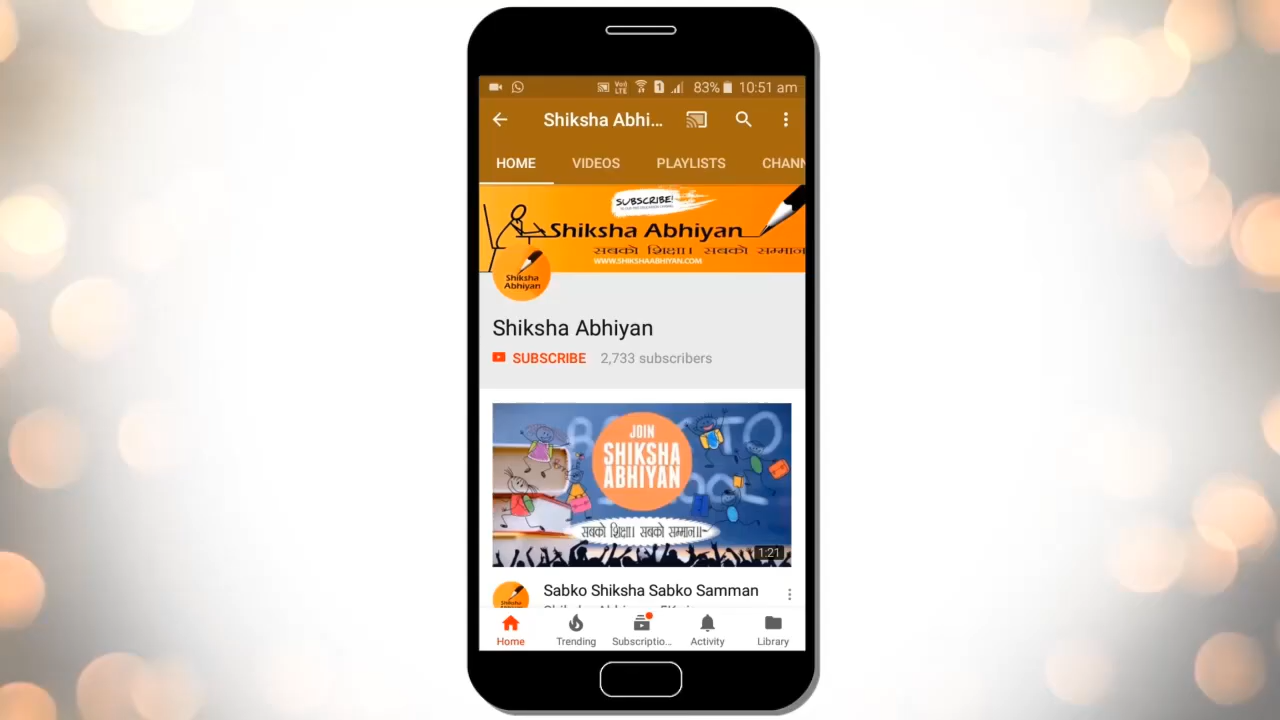 VoLTE 1 83% 10:51 am
Shiksha Abhi...
HOME VIDEOS PLAYLISTS CHANN
SUBSCRIBE!
Shiksha Abhiyan
सबको शिक्षा। सबको सम्मान
WWW.SHIKSHAABHIYAN.COM
Shiksha
Abhiyan
Shiksha Abhiyan
SUBSCRIBE 2,733 subscribers
JOIN
SHIKSHA
ABHIYAN
सबको शिक्षा। सबको सम्मान॥
1:21
Sabko Shiksha Sabko Samman
Home Trending Subscriptio... Activity Library